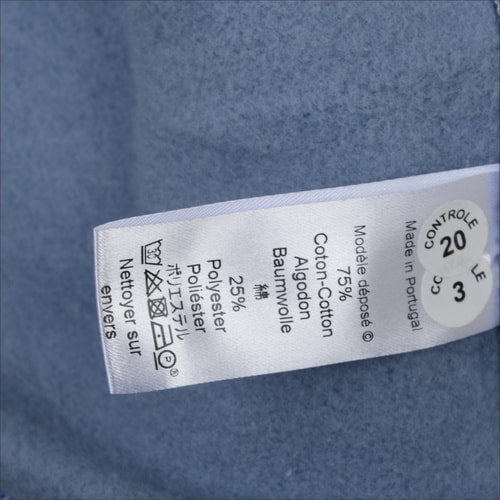 CONTROLE
20
3
Made in Portugal
Modèle déposé ©
75%
Coton-Cotton
Algodon
Baumwolle
綿
25%
Polyester
Poliéster
ポリエステル
P
Nettoyer sur
envers